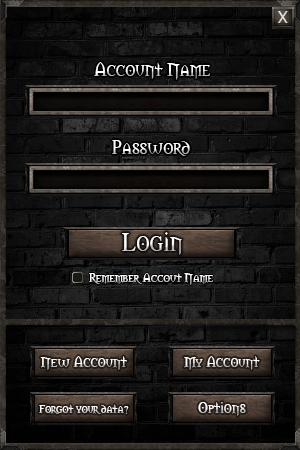 X
Account Name
Password
Login
Remember Accout Name
New Account
My Account
Forgot your data?
Options